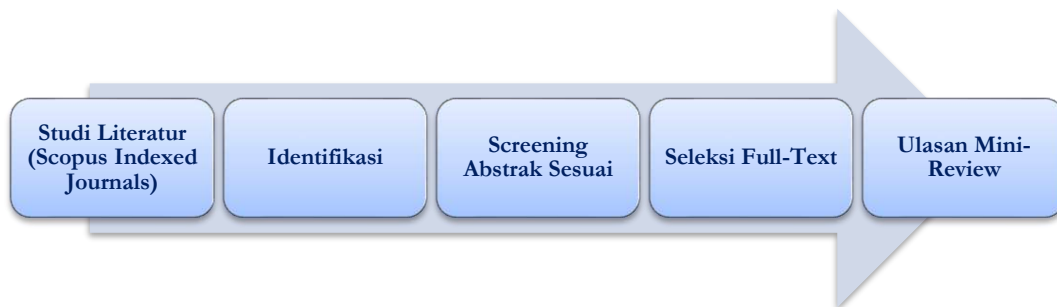 Studi Literatur
(Scopus Indexed
Journals)
Identifikasi
Screening
Abstrak Sesuai
Seleksi Full-Text
Ulasan Mini-
Review